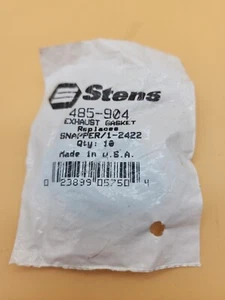 Stens
485-904
EXHAUST GASKET
Replaces
SNAPPER/1-2422
Qty: 10
Made in U.S.A.
0 23899 05750 4